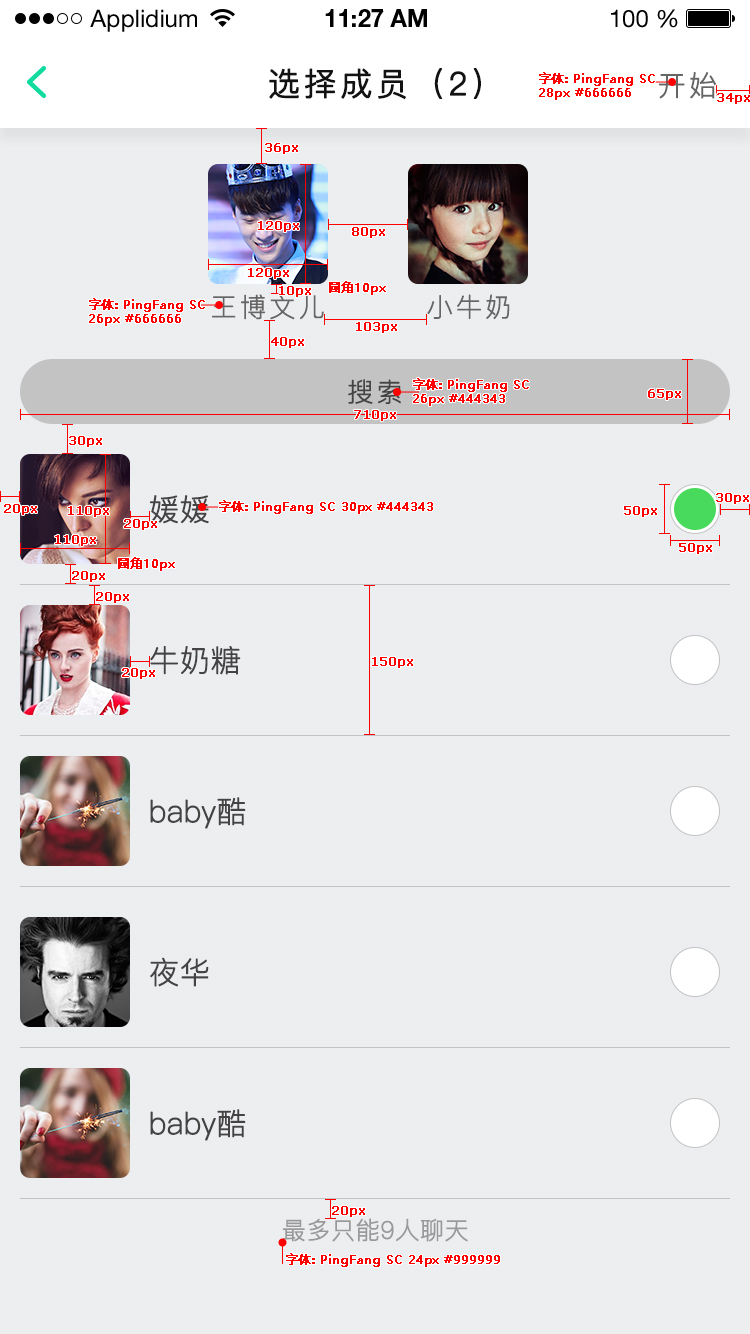 Applidium 11:27 AM 100 %
选择成员（2）
开始
字体: PingFang SC
28px #666666
34px
36px
120px
80px
120px
10px
圆角10px
字体: PingFang SC
26px #666666
王博文儿
小牛奶
103px
40px
搜索
字体: PingFang SC
26px #444343
65px
710px
30px
20px
110px
110px
20px
媛媛
字体: PingFang SC 30px #444343
50px
30px
50px
圆角10px
20px
20px
20px
牛奶糖
150px
baby酷
夜华
baby酷
20px
最多只能9人聊天
字体: PingFang SC 24px #999999